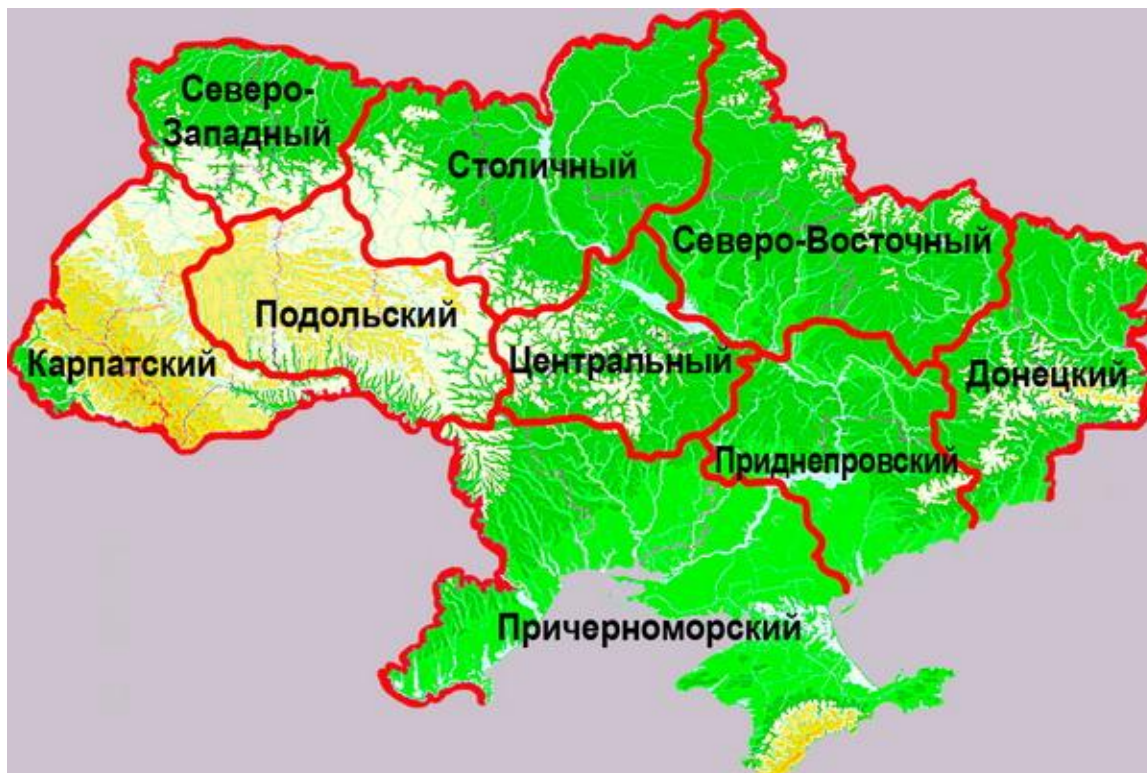 Северо-
Западный
Столичный
Северо-Восточный
Подольский
Карпатский
Центральный
Донецкий
Приднепровский
Причерноморский